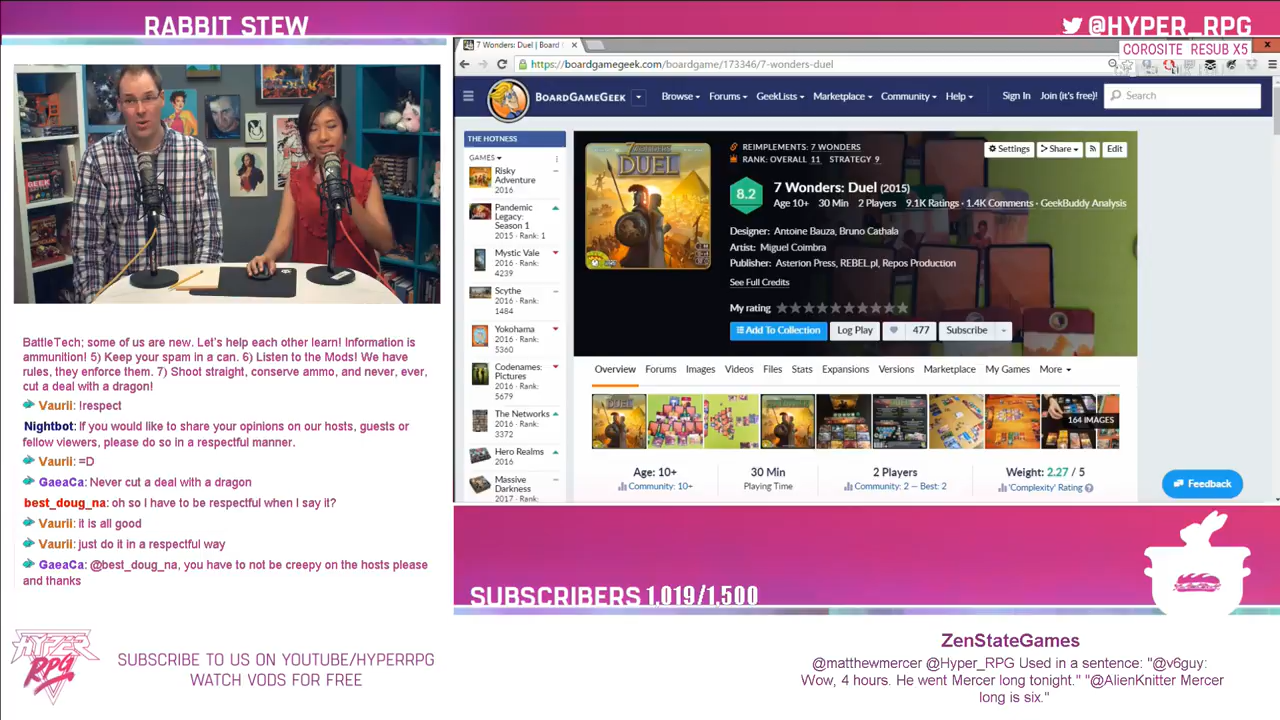 RABBIT STEW
@HYPER_RPG
COROSITE RESUB X5
7 Wonders: Duel | Board
https://boardgamegeek.com/boardgame/173346/7-wonders-duel
BOARDGAMEGEEK
Browse
Forums
GeekLists
Marketplace
Community
Help
Sign In
Join (it's free!)
Search
THE HOTNESS
GAMES
Risky
Adventure
2016
Pandemic
Legacy:
Season 1
2015 · Rank: 1
Mystic Vale
2016 · Rank:
4239
Scythe
2016 · Rank:
1484
Yokohama
2016 · Rank:
5360
Codenames:
Pictures
2016 · Rank:
5679
The Networks
2016 · Rank:
3372
Hero Realms
2016
Massive
Darkness
2017 · Rank:
7 WONDERS
DUEL
REIMPLEMENTS: 7 WONDERS
RANK: OVERALL 11 STRATEGY 9
Settings
Share
Edit
8.2
7 Wonders: Duel (2015)
Age 10+ 30 Min 2 Players 9.1K Ratings · 1.4K Comments · GeekBuddy Analysis
Designer: Antoine Bauza, Bruno Cathala
Artist: Miguel Coimbra
Publisher: Asterion Press, REBEL.pl, Repos Production
See Full Credits
My rating
Add To Collection
Log Play
477
Subscribe
Overview
Forums
Images
Videos
Files
Stats
Expansions
Versions
Marketplace
My Games
More
DUEL
DUEL
164 IMAGES
Age: 10+
Community: 10+
30 Min
Playing Time
2 Players
Community: 2 — Best: 2
Weight: 2.27 / 5
'Complexity' Rating
Feedback
BattleTech; some of us are new. Let's help each other learn! Information is
ammunition! 5) Keep your spam in a can. 6) Listen to the Mods! We have
rules, they enforce them. 7) Shoot straight, conserve ammo, and never, ever,
cut a deal with a dragon!
Vaurii: !respect
Nightbot: If you would like to share your opinions on our hosts, guests or
fellow viewers, please do so in a respectful manner.
Vaurii: =D
GaeaCa: Never cut a deal with a dragon
best_doug_na: oh so I have to be respectful when I say it?
Vaurii: it is all good
Vaurii: just do it in a respectful way
GaeaCa: @best_doug_na, you have to not be creepy on the hosts please
and thanks
SUBSCRIBERS 1,019/1,500
HYPER
RPG
SUBSCRIBE TO US ON YOUTUBE/HYPERRPG
WATCH VODS FOR FREE
ZenStateGames
@matthewmercer @Hyper_RPG Used in a sentence: "@v6guy:
Wow, 4 hours. He went Mercer long tonight." "@AlienKnitter Mercer
long is six."